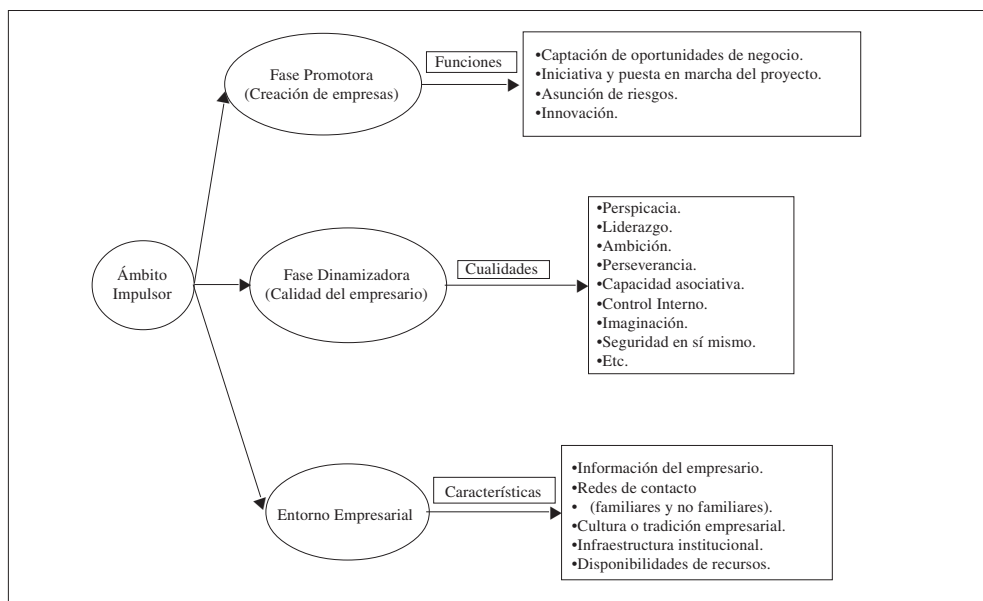 Fase Promotora
(Creación de empresas)
Funciones
•Captación de oportunidades de negocio.
•Iniciativa y puesta en marcha del proyecto.
•Asunción de riesgos.
•Innovación.
Ámbito
Impulsor
Fase Dinamizadora
(Calidad del empresario)
Cualidades
•Perspicacia.
•Liderazgo.
•Ambición.
•Perseverancia.
•Capacidad asociativa.
•Control Interno.
•Imaginación.
•Seguridad en sí mismo.
•Etc.
Entorno Empresarial
Características
•Información del empresario.
•Redes de contacto
• (familiares y no familiares).
•Cultura o tradición empresarial.
•Infraestructura institucional.
•Disponibilidades de recursos.